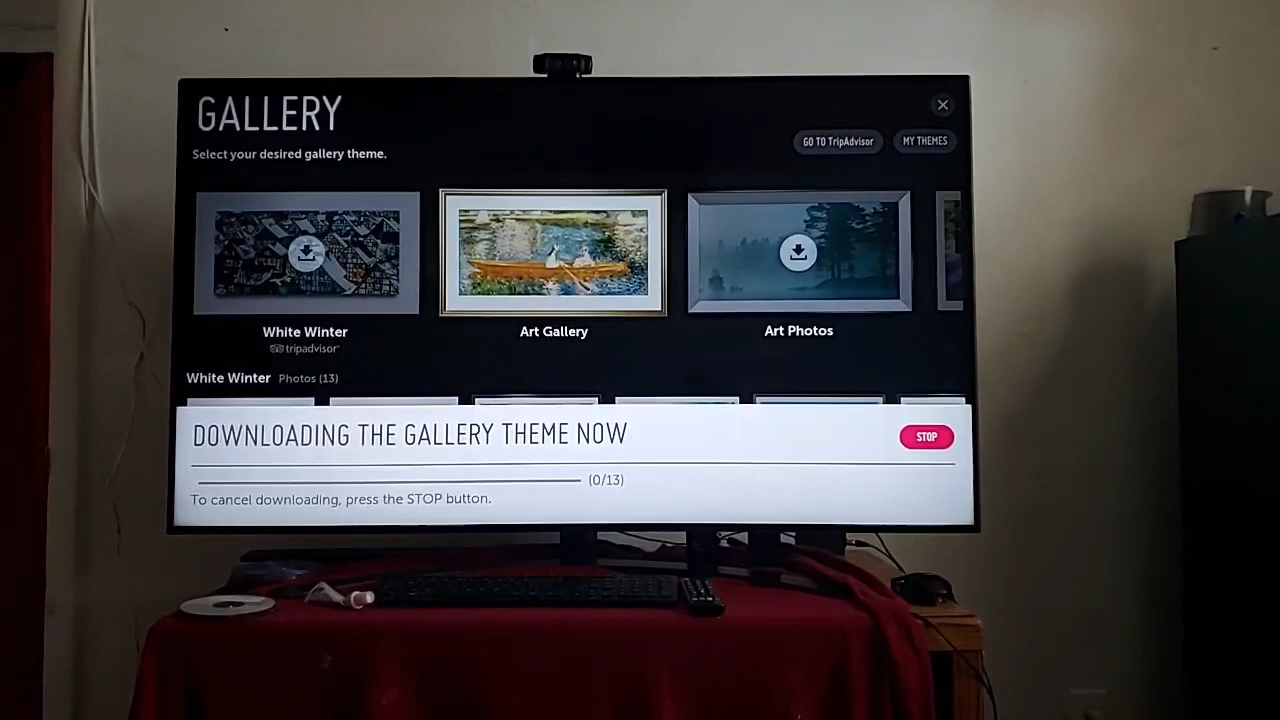 GALLERY
Select your desired gallery theme.
GO TO TripAdvisor
MY THEMES
White Winter
tripadvisor
Art Gallery
Art Photos
White Winter Photos (13)
DOWNLOADING THE GALLERY THEME NOW
STOP
(0/13)
To cancel downloading, press the STOP button.